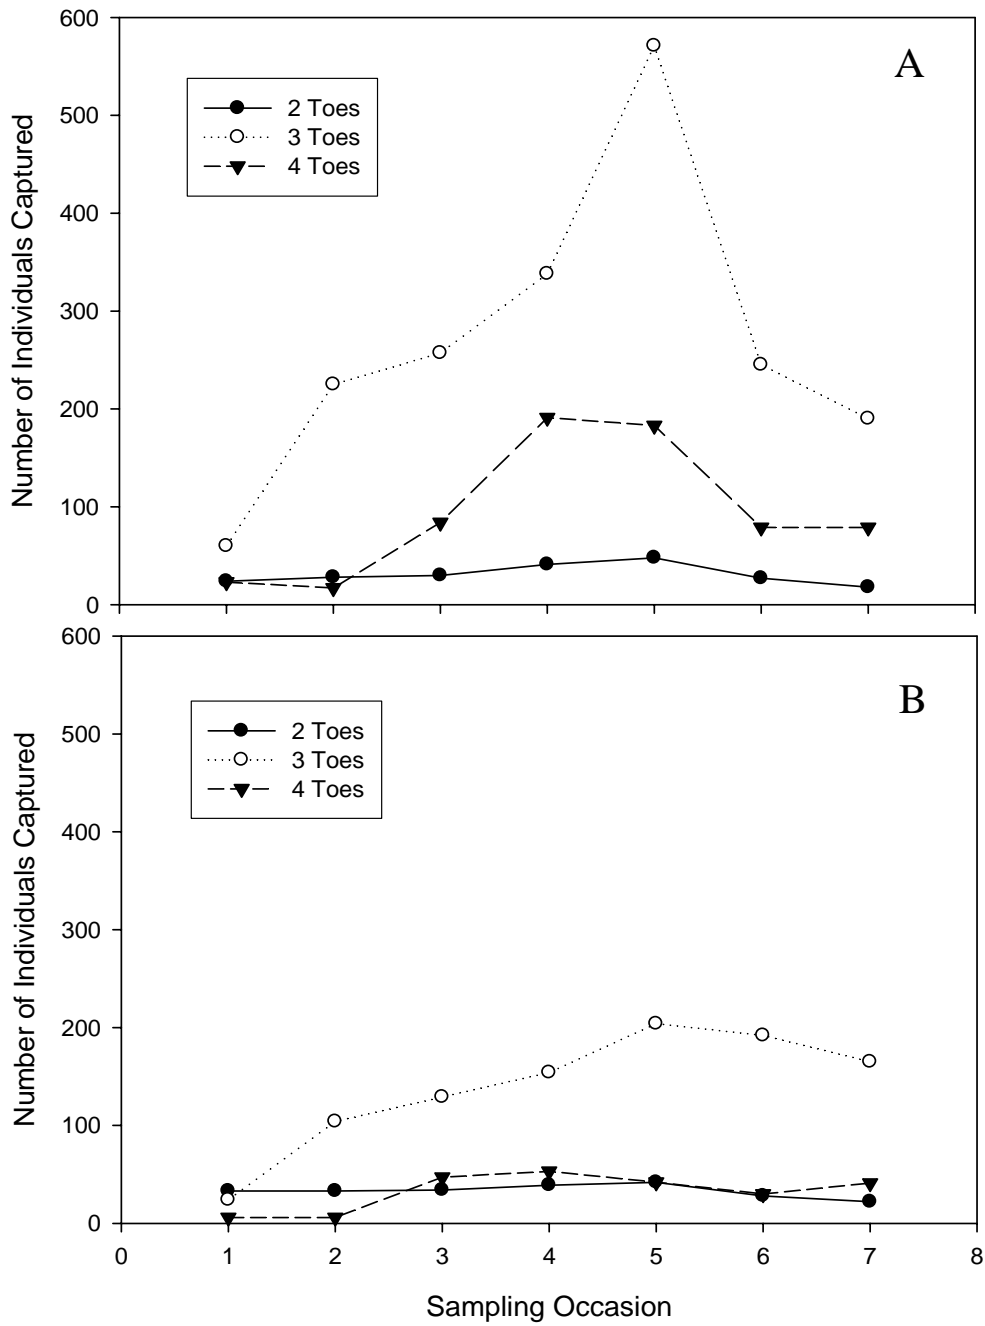 600
A
2 Toes
500
3 Toes
4 Toes
400
Number of Individuals Captured
300
200
100
0
600
B
2 Toes
500
3 Toes
4 Toes
400
Number of Individuals Captured
300
200
100
0
0 1 2 3 4 5 6 7 8
Sampling Occasion